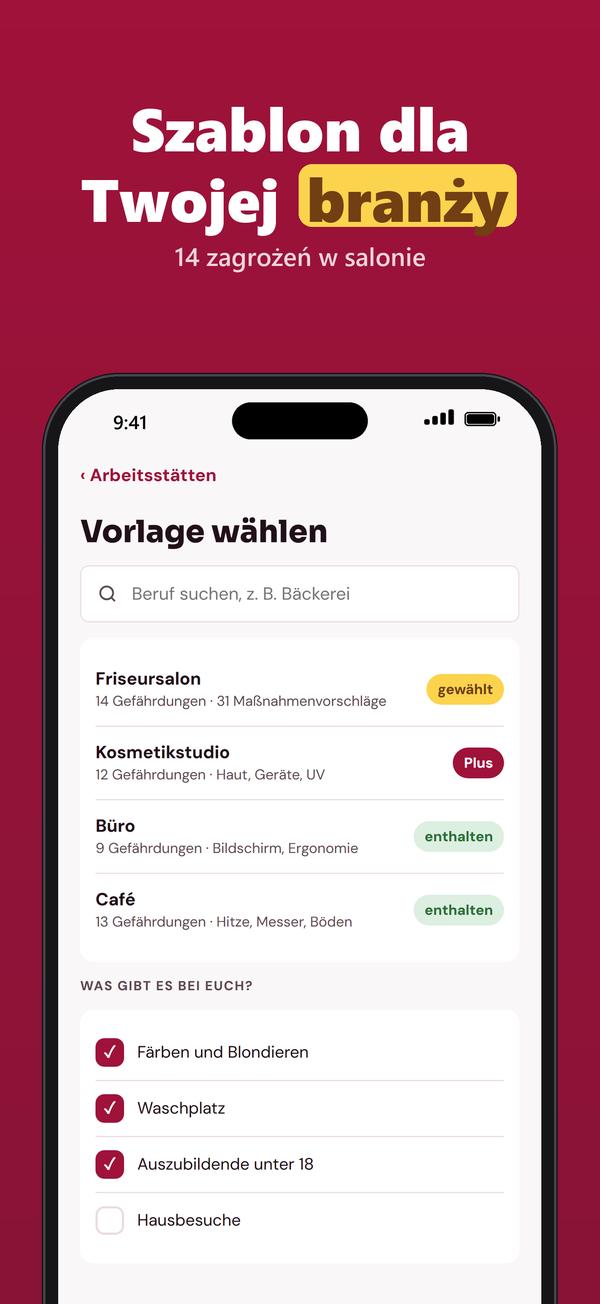 Szablon dla
Twojej branży
14 zagrożeń w salonie
9:41
‹ Arbeitsstätten
Vorlage wählen
Beruf suchen, z. B. Bäckerei
Friseursalon
14 Gefährdungen · 31 Maßnahmenvorschläge
gewählt
Kosmetikstudio
12 Gefährdungen · Haut, Geräte, UV
Plus
Büro
9 Gefährdungen · Bildschirm, Ergonomie
enthalten
Café
13 Gefährdungen · Hitze, Messer, Böden
enthalten
WAS GIBT ES BEI EUCH?
Färben und Blondieren
Waschplatz
Auszubildende unter 18
Hausbesuche